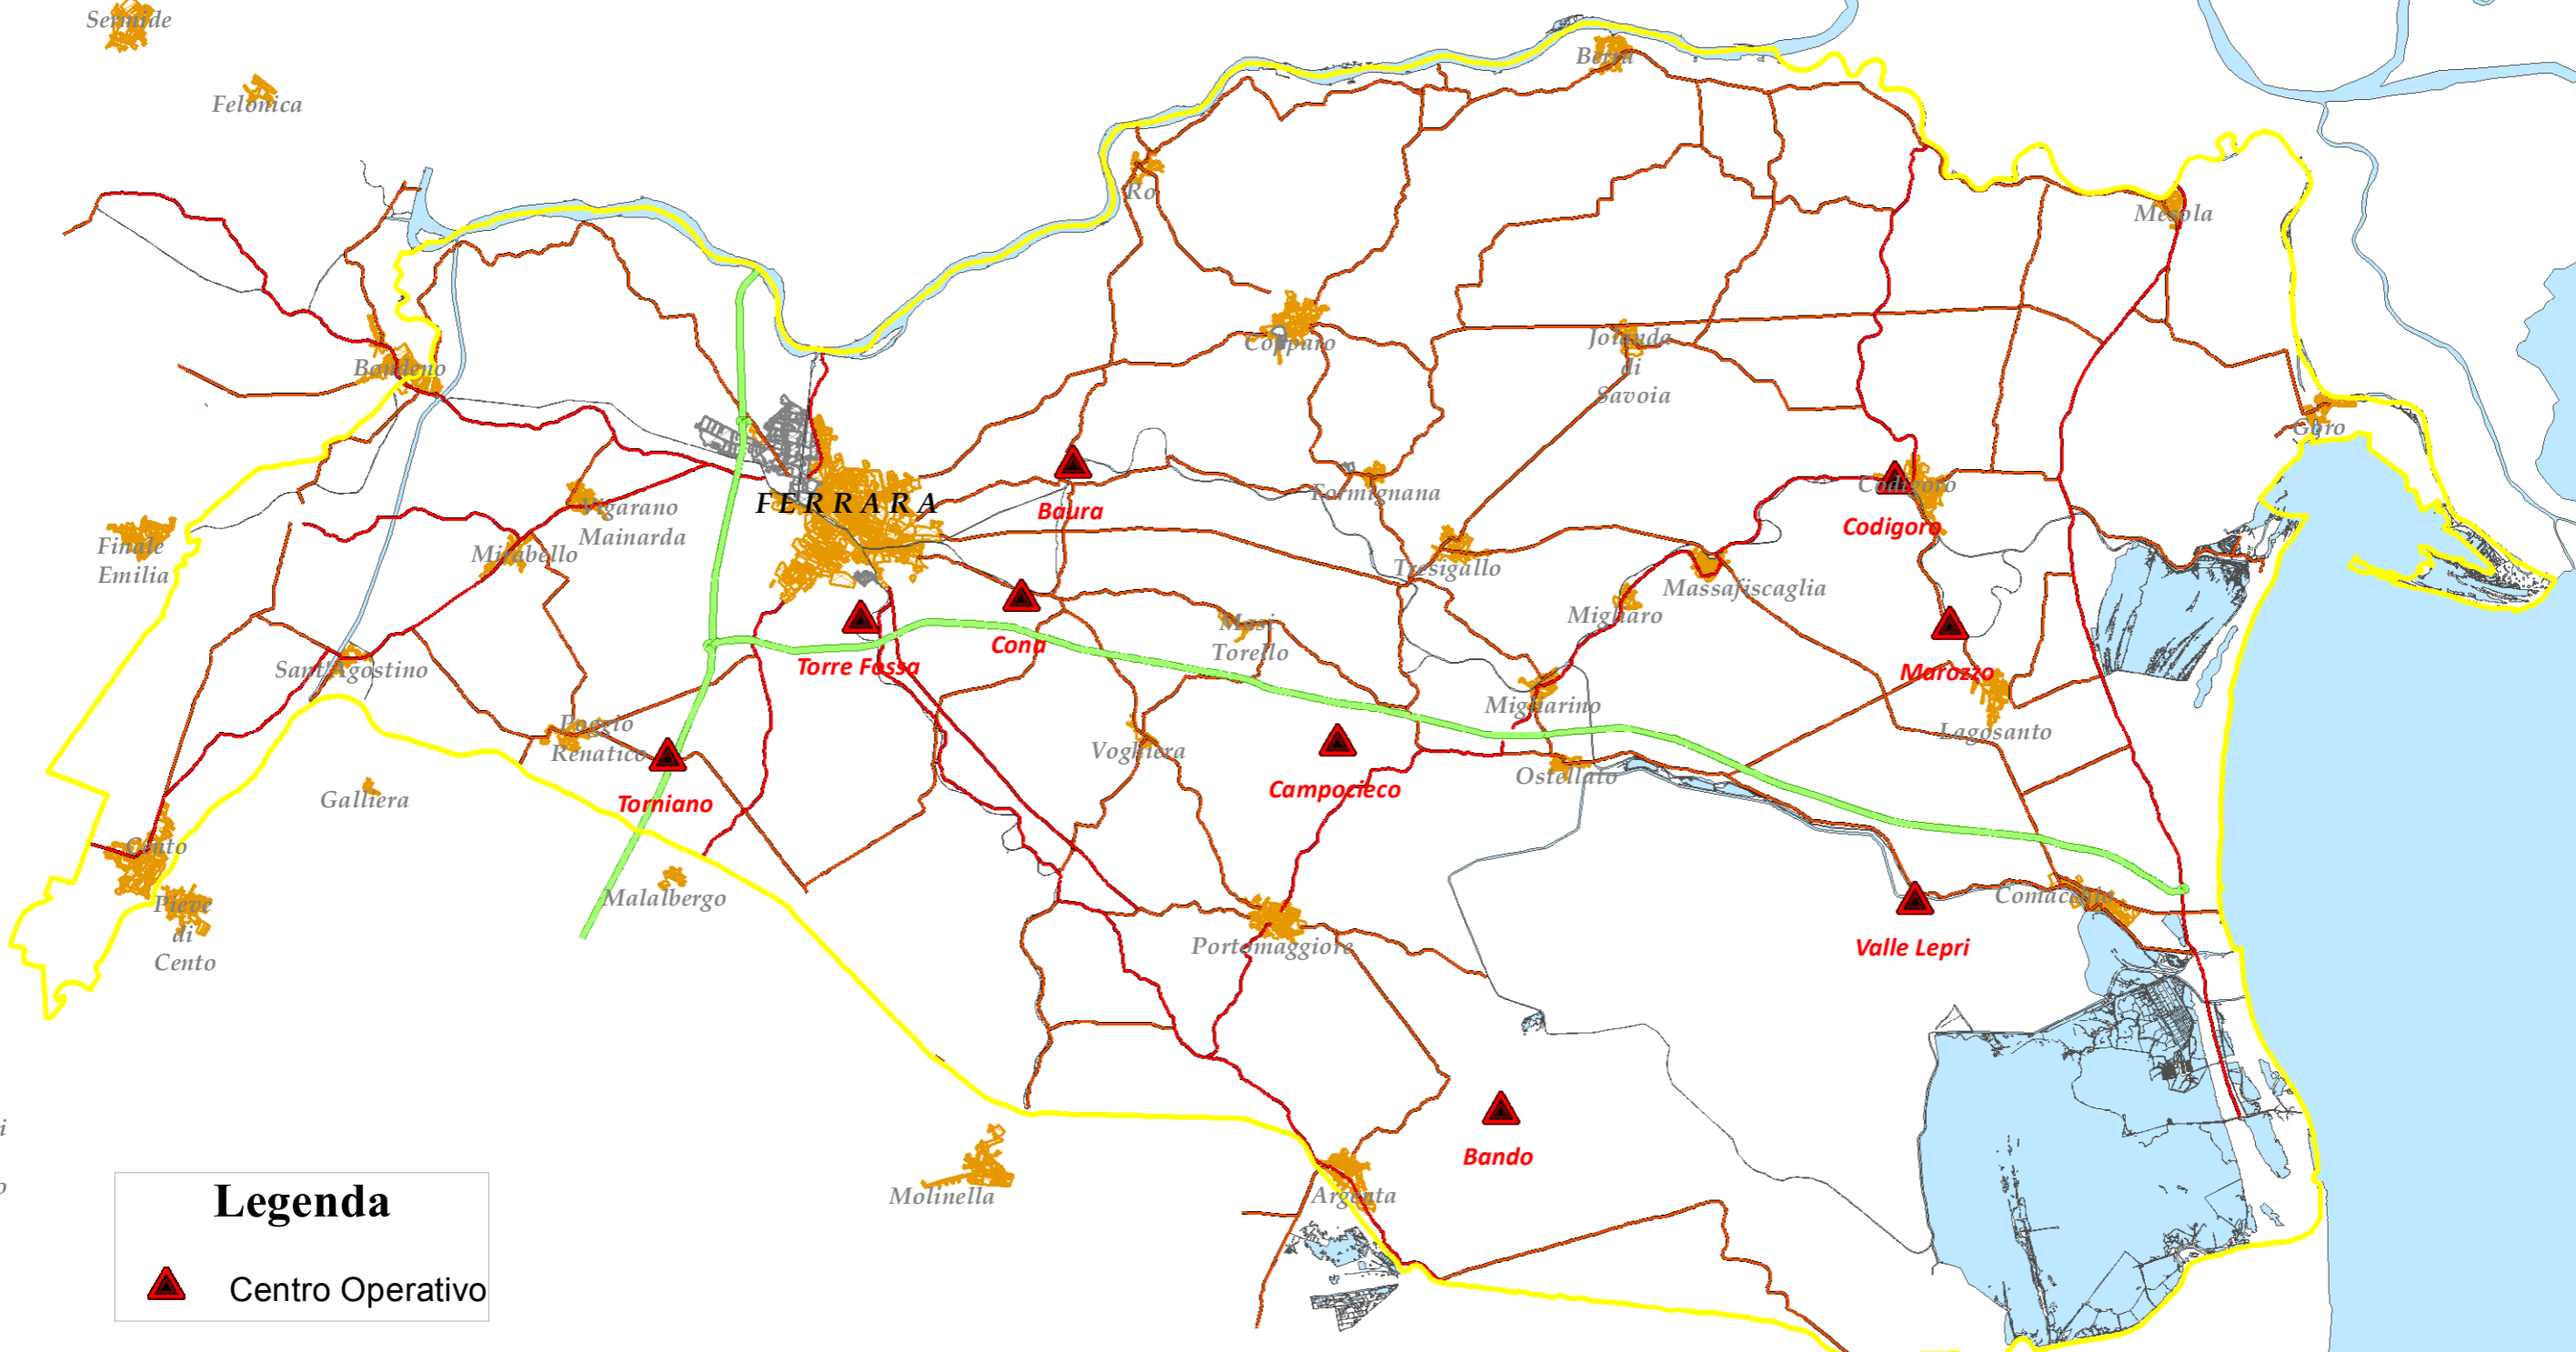 Sermide
Felonica
Berra
Ro
Mesola
Copparo
Jolanda
di
Savoia
Bondeno
Goro
FERRARA
Vigarano
Mainarda
Baura
Formignana
Codigoro
Codigoro
Finale
Emilia
Mirabello
Tresigallo
Massafiscaglia
Migliaro
Masi
Torello
Cona
Torre Fossa
Sant'Agostino
Marozzo
Migliarino
Lagosanto
Poggio
Renatico
Voghiera
Ostellato
Campocieco
Torniano
Galliera
Cento
Malalbergo
Pieve
di
Cento
Comacchio
Portomaggiore
Valle Lepri
Bando
Molinella
Argenta
i
o
Legenda
Centro Operativo